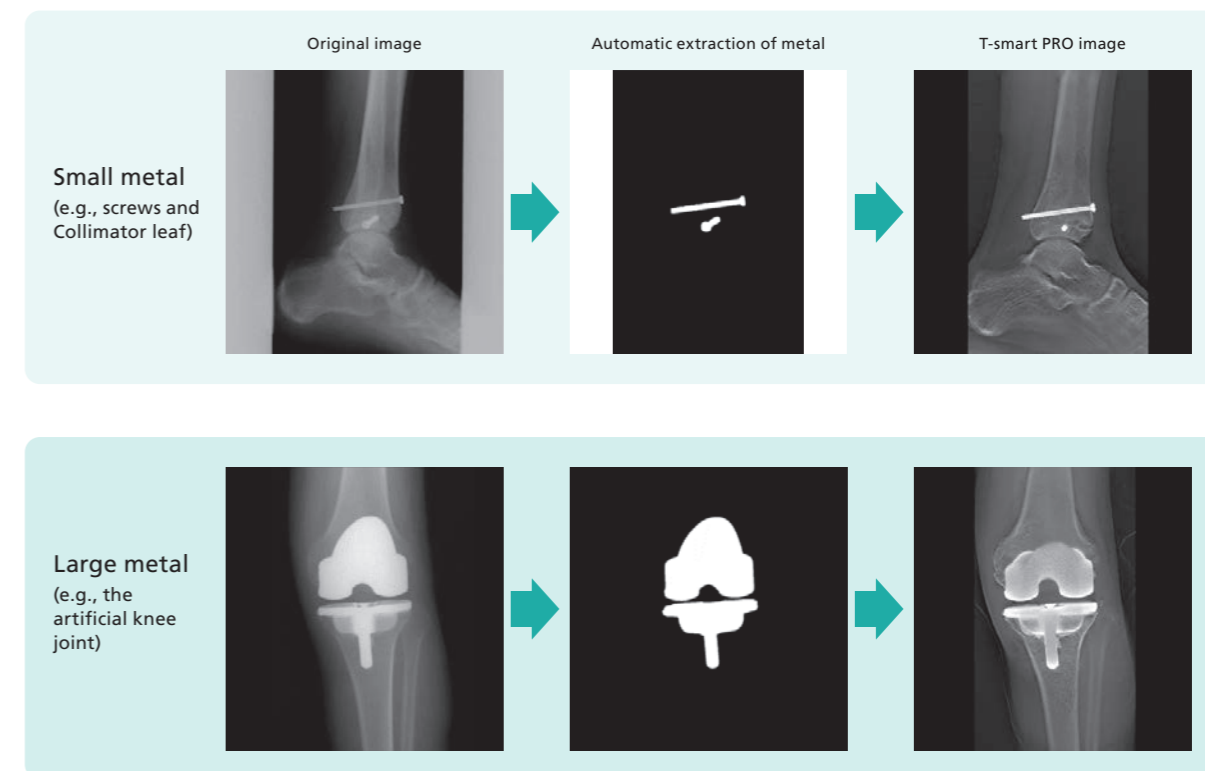 Original image
Automatic extraction of metal
T-smart PRO image
Small metal
(e.g., screws and
Collimator leaf)
Large metal
(e.g., the
artificial knee
joint)